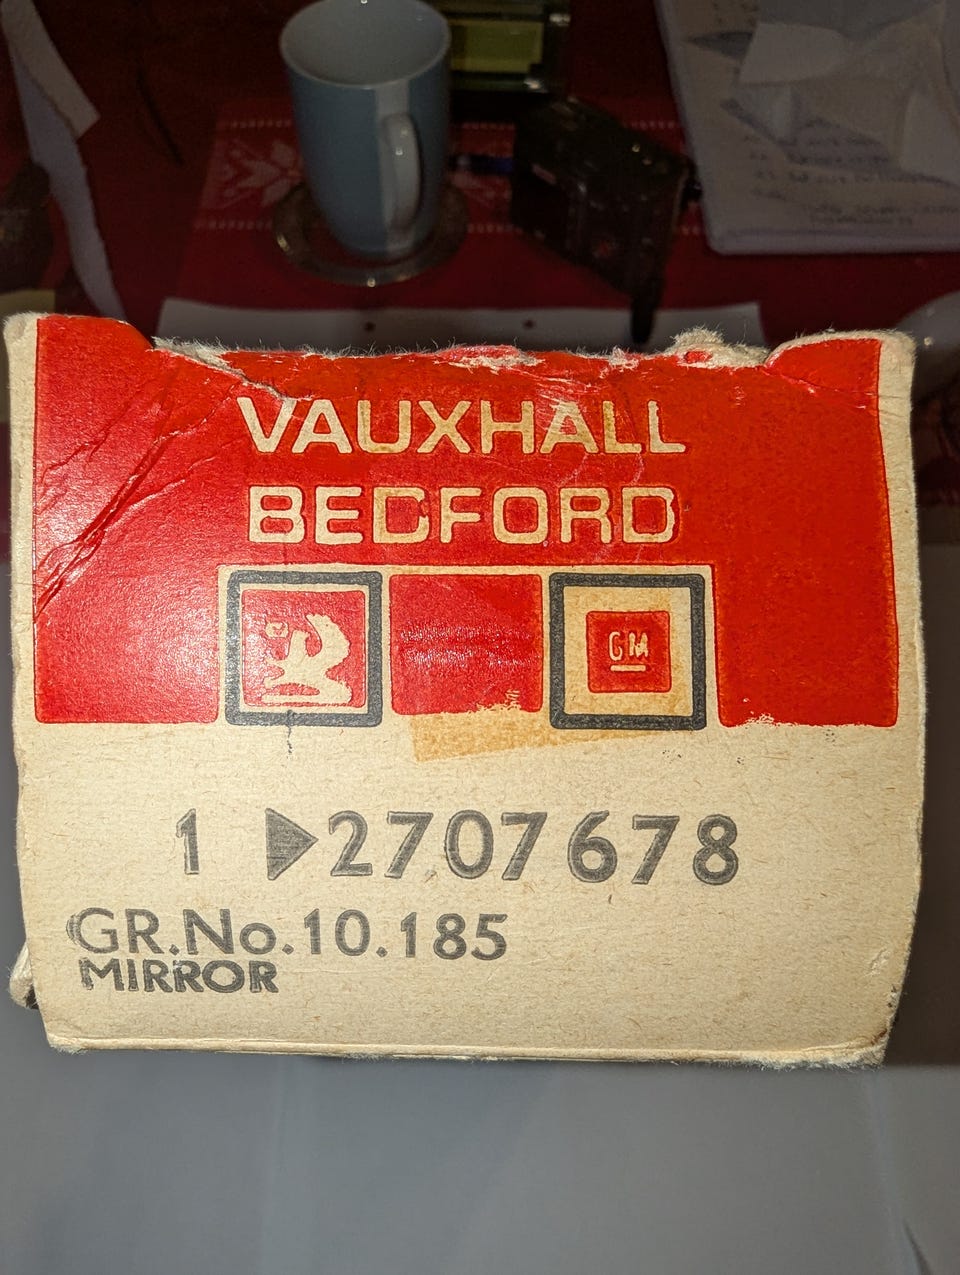 VAUXHALL
BEDFORD
GM
1 ▶2707678
GR.No.10.185
MIRROR